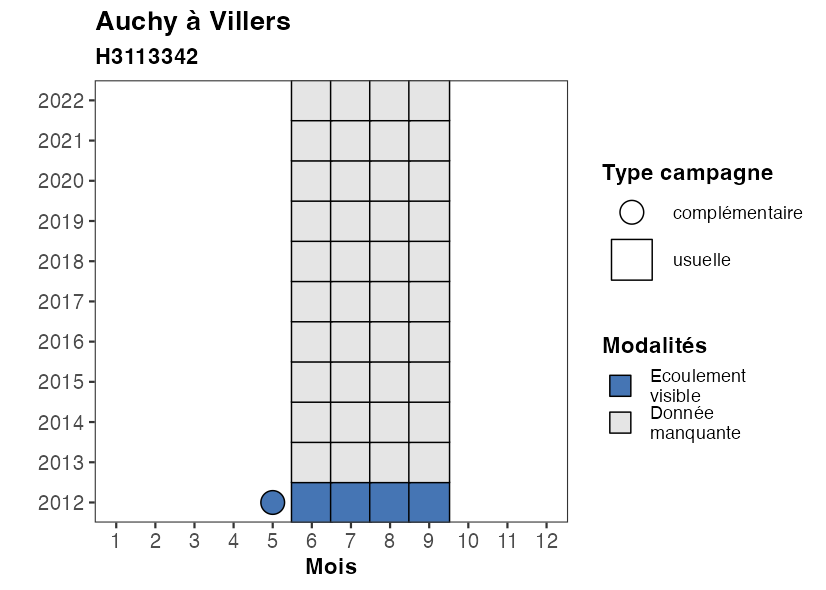 Auchy à Villers
H3113342
2022
2021
2020
2019
2018
2017
2016
2015
2014
2013
2012
1 2 3 4 5 6 7 8 9 10 11 12
Mois
Type campagne
complémentaire
usuelle
Modalités
Ecoulement
visible
Donnée
manquante